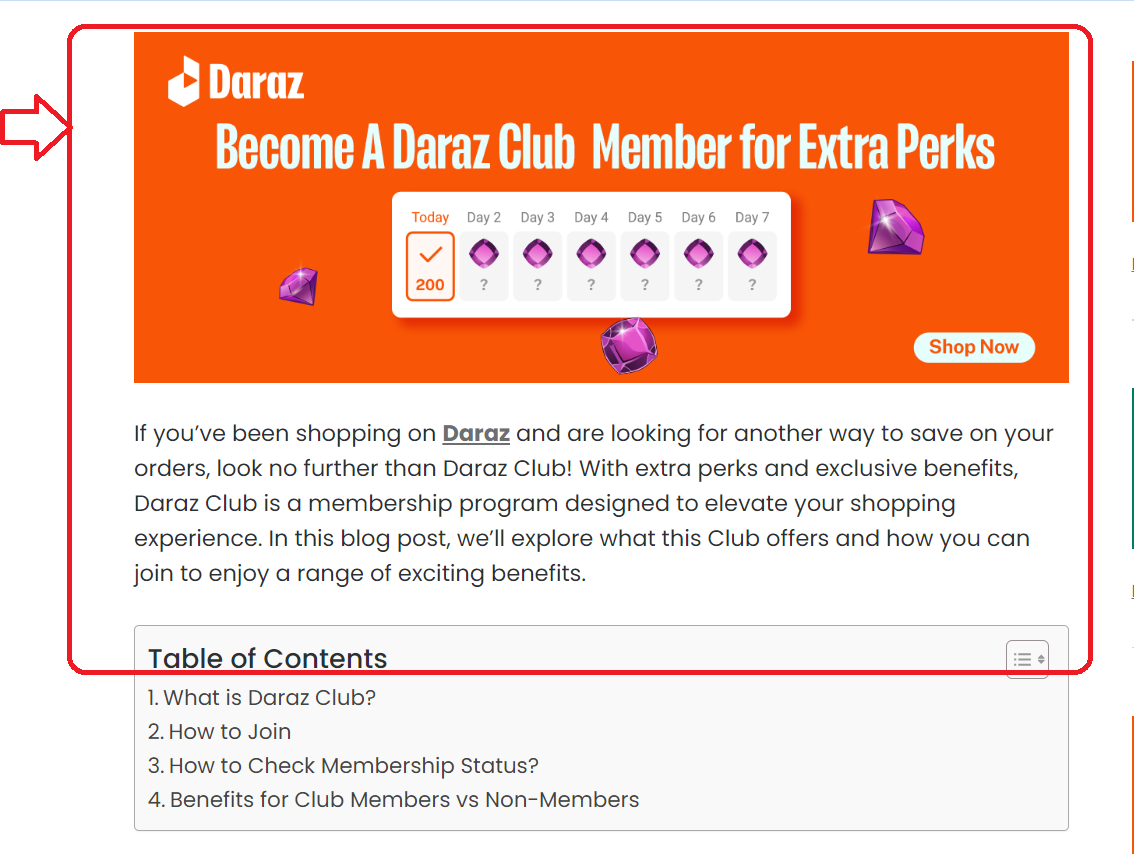 Daraz
Become A Daraz Club Member for Extra Perks
Today Day 2 Day 3 Day 4 Day 5 Day 6 Day 7
200 ? ? ? ? ? ?
Shop Now
If you’ve been shopping on Daraz and are looking for another way to save on your
orders, look no further than Daraz Club! With extra perks and exclusive benefits,
Daraz Club is a membership program designed to elevate your shopping
experience. In this blog post, we’ll explore what this Club offers and how you can
join to enjoy a range of exciting benefits.
Table of Contents
1. What is Daraz Club?
2. How to Join
3. How to Check Membership Status?
4. Benefits for Club Members vs Non-Members